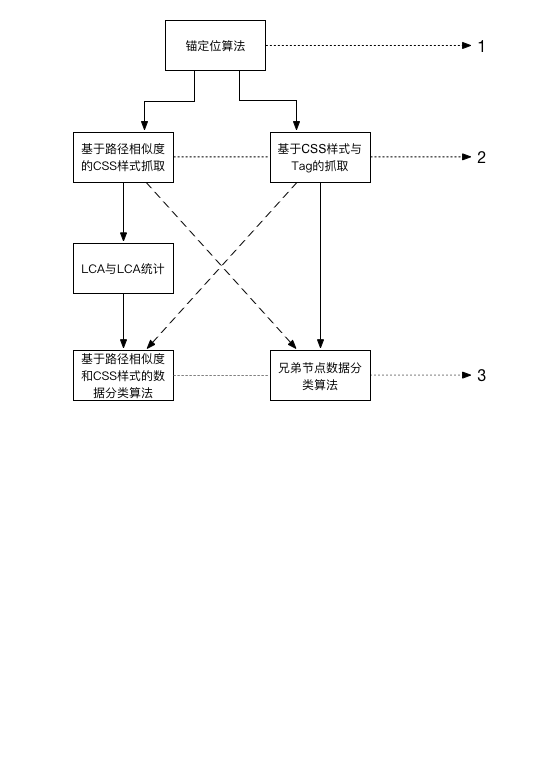 锚定位算法
1
基于路径相似度
的CSS样式抓取
基于CSS样式与
Tag的抓取
2
LCA与LCA统计
基于路径相似度
和CSS样式的数
据分类算法
兄弟节点数据分
类算法
3